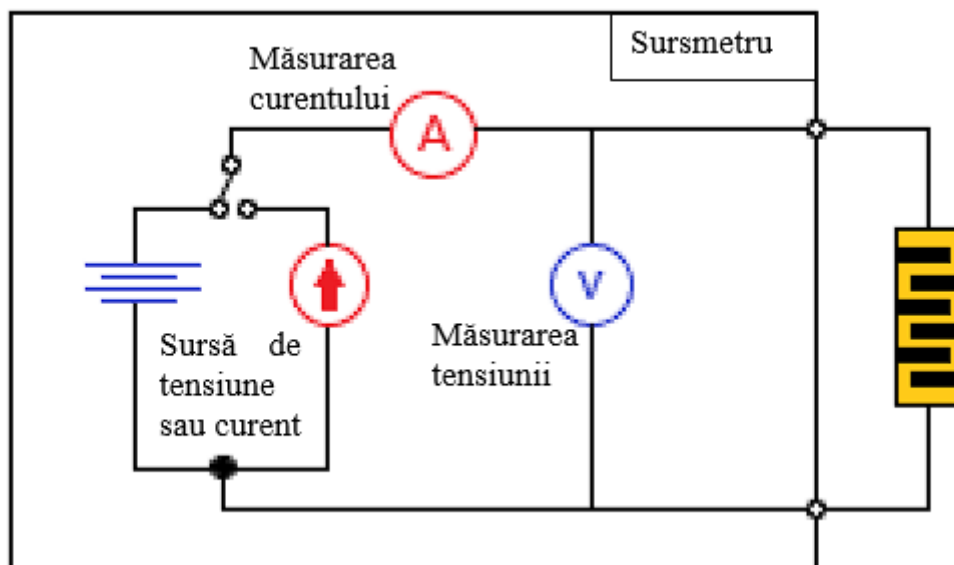 Sursmetru
Măsurarea
curentului
A
V
Sursă de
tensiune
sau curent
Măsurarea
tensiunii